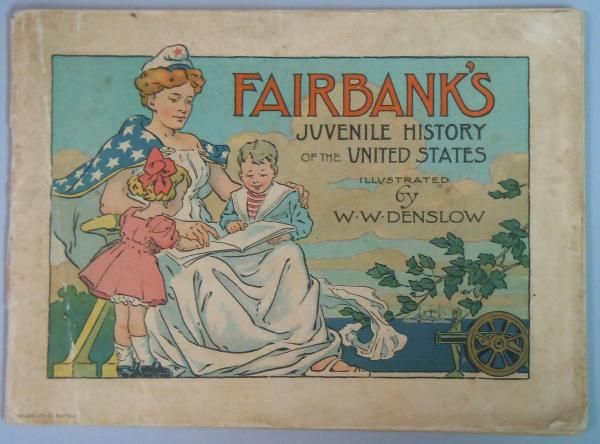 FAIRBANK'S
JUVENILE HISTORY
OF THE UNITED STATES
ILLUSTRATED
by
W·W·DENSLOW